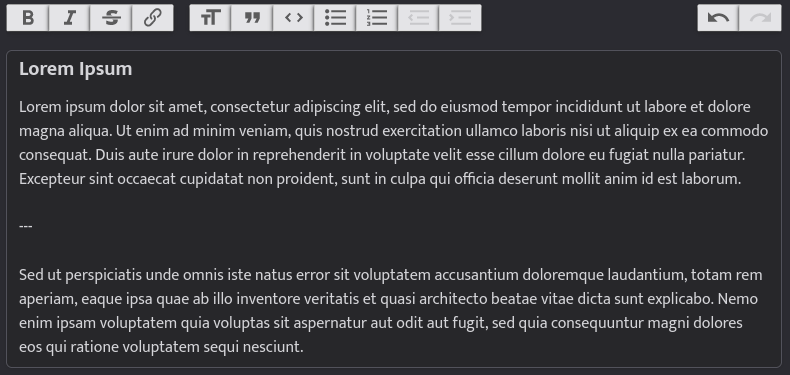 Lorem Ipsum
Lorem ipsum dolor sit amet, consectetur adipiscing elit, sed do eiusmod tempor incididunt ut labore et dolore
magna aliqua. Ut enim ad minim veniam, quis nostrud exercitation ullamco laboris nisi ut aliquip ex ea commodo
consequat. Duis aute irure dolor in reprehenderit in voluptate velit esse cillum dolore eu fugiat nulla pariatur.
Excepteur sint occaecat cupidatat non proident, sunt in culpa qui officia deserunt mollit anim id est laborum.
---
Sed ut perspiciatis unde omnis iste natus error sit voluptatem accusantium doloremque laudantium, totam rem
aperiam, eaque ipsa quae ab illo inventore veritatis et quasi architecto beatae vitae dicta sunt explicabo. Nemo
enim ipsam voluptatem quia voluptas sit aspernatur aut odit aut fugit, sed quia consequuntur magni dolores
eos qui ratione voluptatem sequi nesciunt.